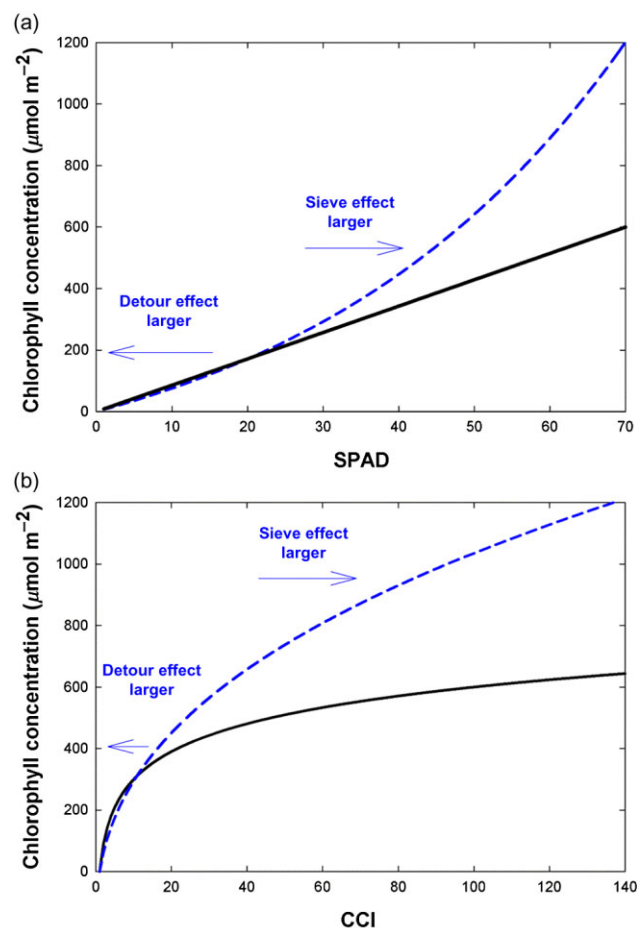 (a)
1200
1000
800
600
400
200
0
Chlorophyll concentration (μmol m−2)
Sieve effect
larger
Detour effect
larger
0 10 20 30 40 50 60 70
SPAD
(b)
1200
1000
800
600
400
200
0
Chlorophyll concentration (μmol m−2)
Sieve effect
larger
Detour effect
larger
0 20 40 60 80 100 120 140
CCI